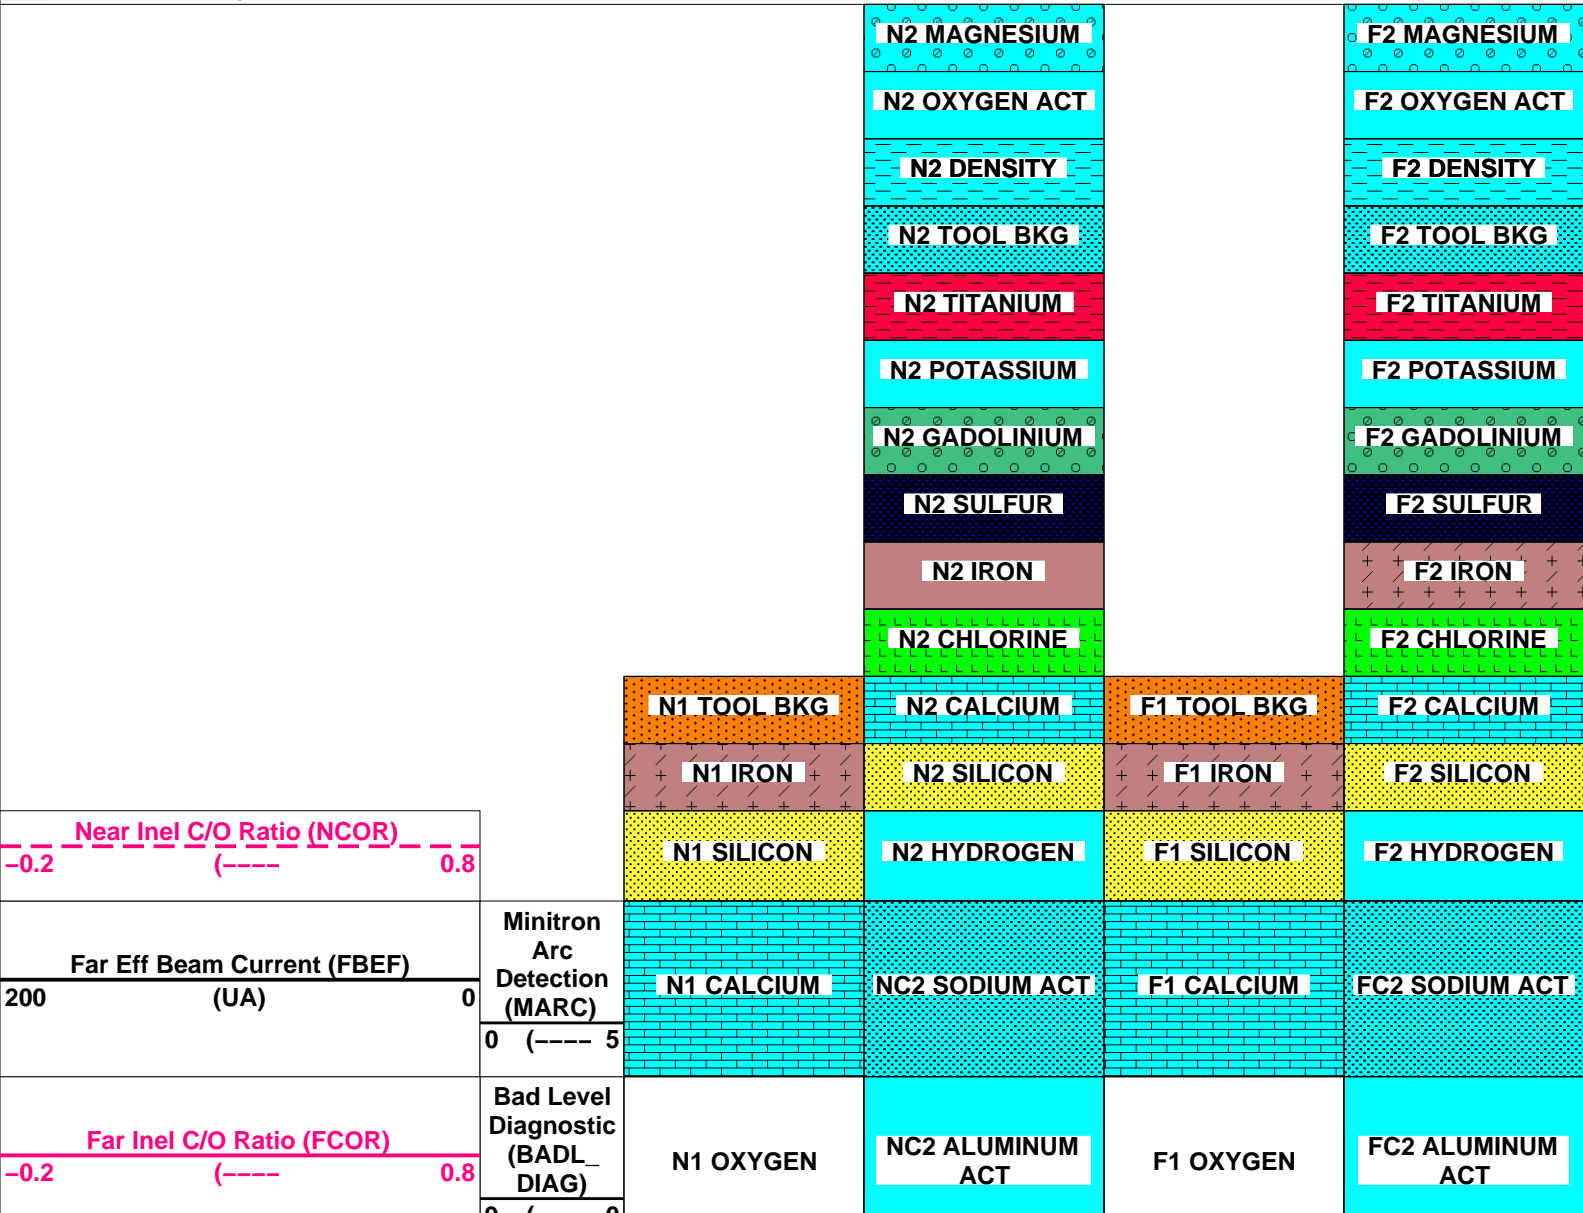 N2 MAGNESIUM
F2 MAGNESIUM
N2 OXYGEN ACT
F2 OXYGEN ACT
N2 DENSITY
F2 DENSITY
N2 TOOL BKG
F2 TOOL BKG
N2 TITANIUM
F2 TITANIUM
N2 POTASSIUM
F2 POTASSIUM
N2 GADOLINIUM
F2 GADOLINIUM
N2 SULFUR
F2 SULFUR
N2 IRON
F2 IRON
N2 CHLORINE
F2 CHLORINE
N1 TOOL BKG
N2 CALCIUM
F1 TOOL BKG
F2 CALCIUM
N1 IRON
N2 SILICON
F1 IRON
F2 SILICON
Near Inel C/O Ratio (NCOR)
−0.2 (−−−− 0.8
N1 SILICON
N2 HYDROGEN
F1 SILICON
F2 HYDROGEN
Far Eff Beam Current (FBEF)
200 (UA) 0
Minitron
Arc
Detection
(MARC)
0 (−−−− 5
N1 CALCIUM
NC2 SODIUM ACT
F1 CALCIUM
FC2 SODIUM ACT
Far Inel C/O Ratio (FCOR)
−0.2 (−−−− 0.8
Bad Level
Diagnostic
(BADL_
DIAG)
N1 OXYGEN
NC2 ALUMINUM
ACT
F1 OXYGEN
FC2 ALUMINUM
ACT